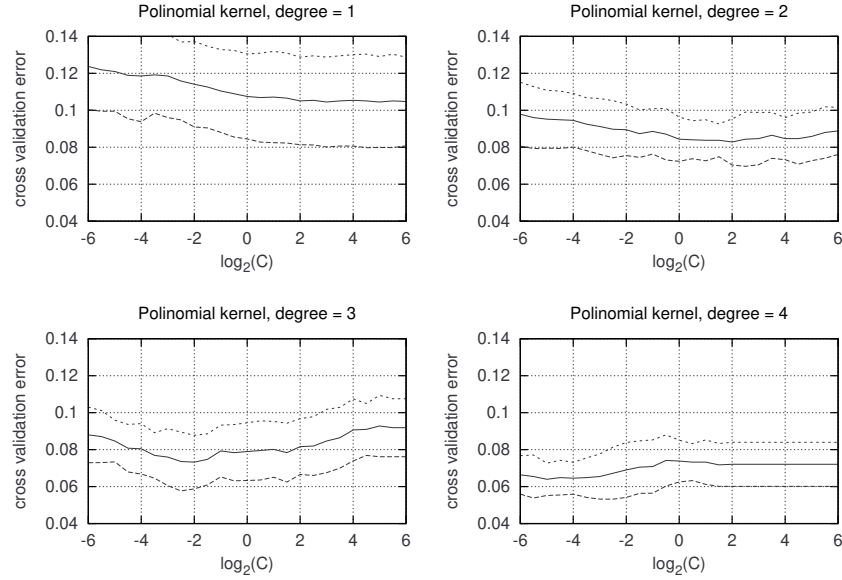 Polinomial kernel, degree = 1
cross validation error
0.14
0.12
0.1
0.08
0.06
0.04
-6 -4 -2 0 2 4 6
log2(C)
Polinomial kernel, degree = 2
cross validation error
0.14
0.12
0.1
0.08
0.06
0.04
-6 -4 -2 0 2 4 6
log2(C)
Polinomial kernel, degree = 3
cross validation error
0.14
0.12
0.1
0.08
0.06
0.04
-6 -4 -2 0 2 4 6
log2(C)
Polinomial kernel, degree = 4
cross validation error
0.14
0.12
0.1
0.08
0.06
0.04
-6 -4 -2 0 2 4 6
log2(C)